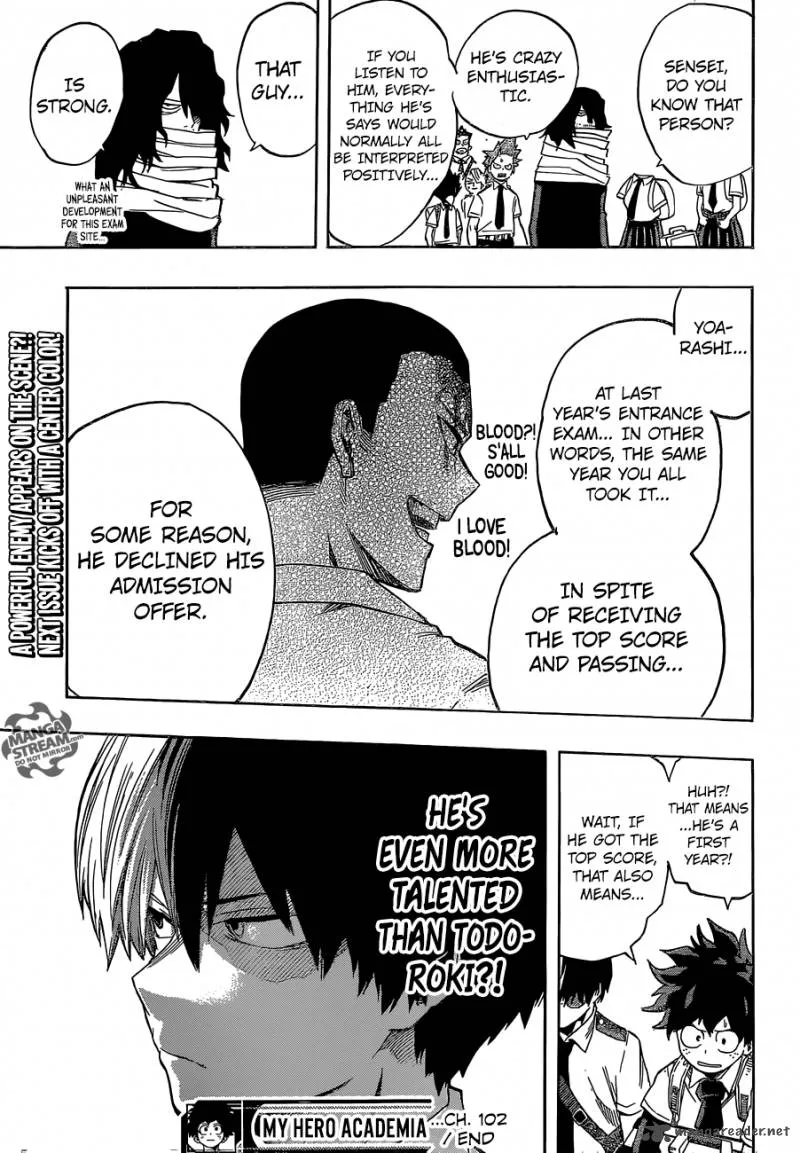 SENSEI,
DO YOU
KNOW THAT
PERSON?
HE'S CRAZY
ENTHUSIAS-
TIC.
IF YOU
LISTEN TO
HIM, EVERY-
THING HE'S
SAYS WOULD
NORMALLY ALL
BE INTERPRETED
POSITIVELY...
THAT
GUY...
IS
STRONG.
WHAT AN
UNPLEASANT
DEVELOPMENT
FOR THIS EXAM
SITE...
YOA-
RASHI...
AT LAST
YEAR'S ENTRANCE
EXAM... IN OTHER
WORDS, THE SAME
YEAR YOU ALL
TOOK IT...
IN SPITE
OF RECEIVING
THE TOP SCORE
AND PASSING...
BLOOD?!
S'ALL
GOOD!
I LOVE
BLOOD!
FOR
SOME REASON,
HE DECLINED HIS
ADMISSION
OFFER.
A POWERFUL ENEMY APPEARS ON THE SCENE?!
NEXT ISSUE KICKS OFF WITH A CENTER COLOR!
MANGA
STREAM.com
DO NOT MIRROR
HUH?!
THAT MEANS
...HE'S A
FIRST
YEAR?!
WAIT, IF
HE GOT THE
TOP SCORE,
THAT ALSO
MEANS...
HE'S
EVEN MORE
TALENTED
THAN TODO-
ROKI?!
MY HERO ACADEMIA
...CH. 102
/ END
mangareader.net